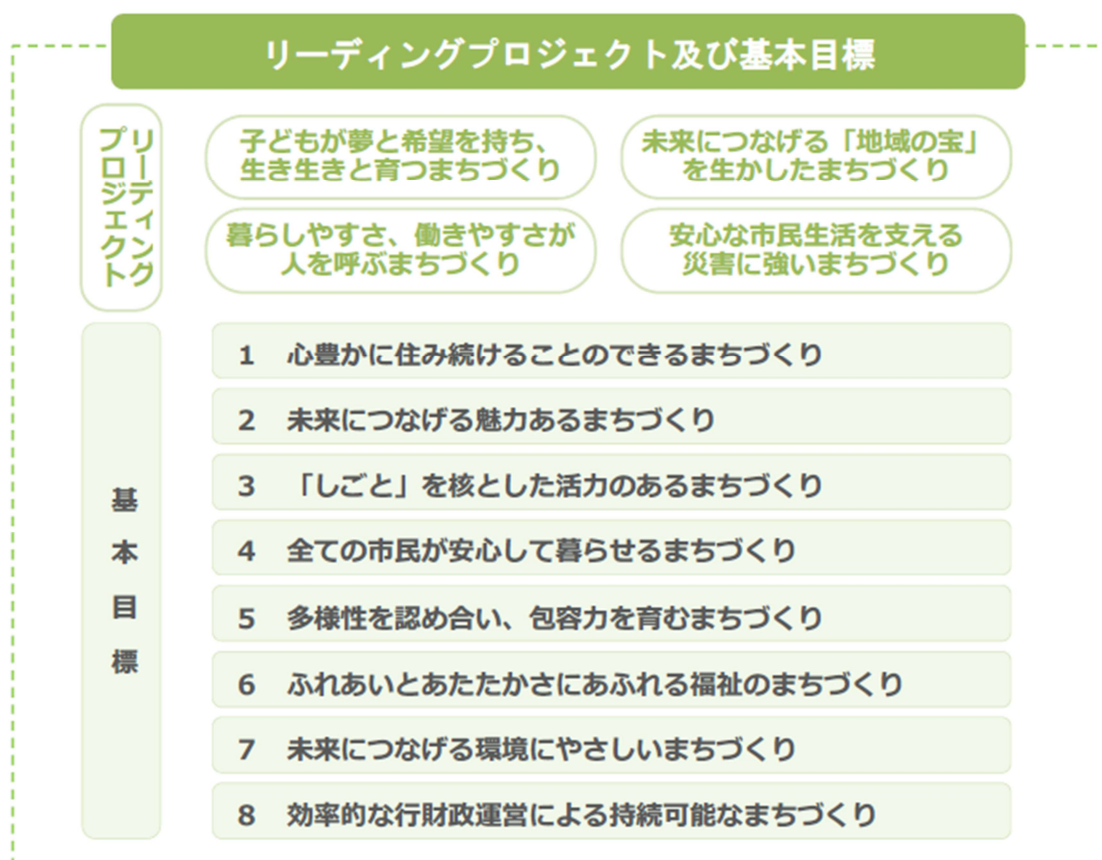 リーディングプロジェクト及び基本目標
リーディング
プロジェクト
子どもが夢と希望を持ち、
生き生きと育つまちづくり
未来につなげる「地域の宝」
を生かしたまちづくり
暮らしやすさ、働きやすさが
人を呼ぶまちづくり
安心な市民生活を支える
災害に強いまちづくり
基本目標
1 心豊かに住み続けることのできるまちづくり
2 未来につなげる魅力あるまちづくり
3 「しごと」を核とした活力のあるまちづくり
4 全ての市民が安心して暮らせるまちづくり
5 多様性を認め合い、包容力を育むまちづくり
6 ふれあいとあたたかさにあふれる福祉のまちづくり
7 未来につなげる環境にやさしいまちづくり
8 効率的な行財政運営による持続可能なまちづくり